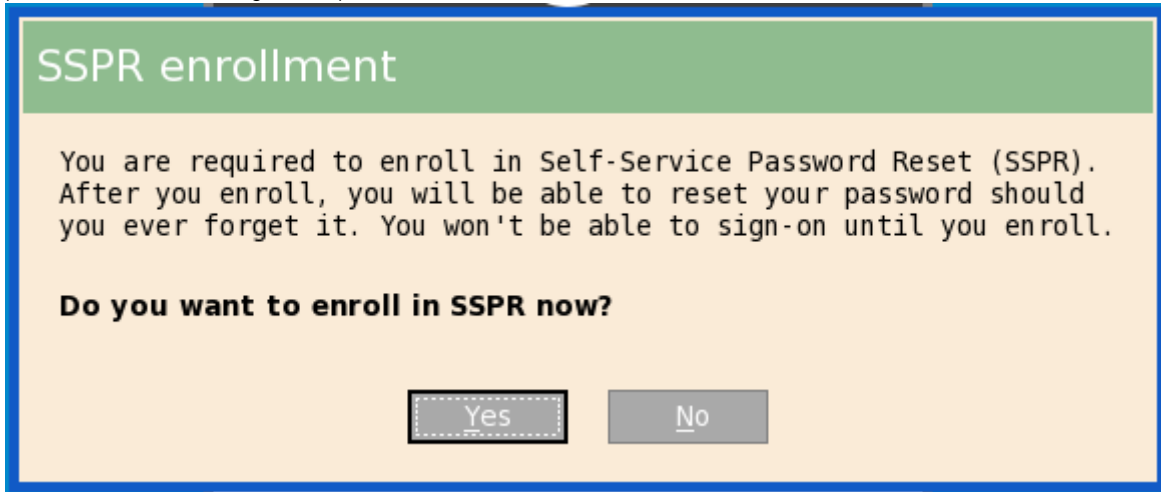 SSPR enrollment
You are required to enroll in Self-Service Password Reset (SSPR).
After you enroll, you will be able to reset your password should
you ever forget it. You won't be able to sign-on until you enroll.
Do you want to enroll in SSPR now?
Yes No